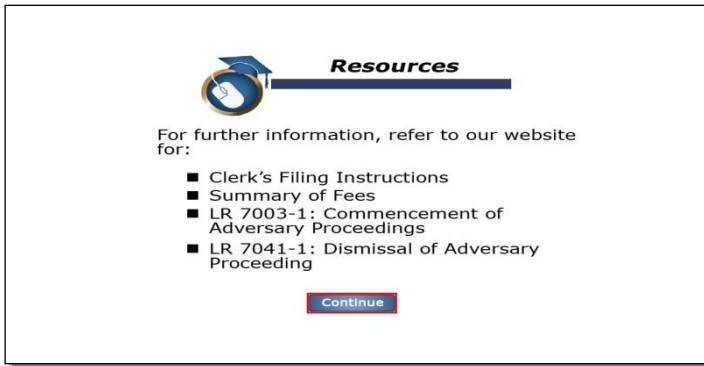 Resources
For further information, refer to our website
for:
■ Clerk’s Filing Instructions
■ Summary of Fees
■ LR 7003-1: Commencement of
Adversary Proceedings
■ LR 7041-1: Dismissal of Adversary
Proceeding
Continue